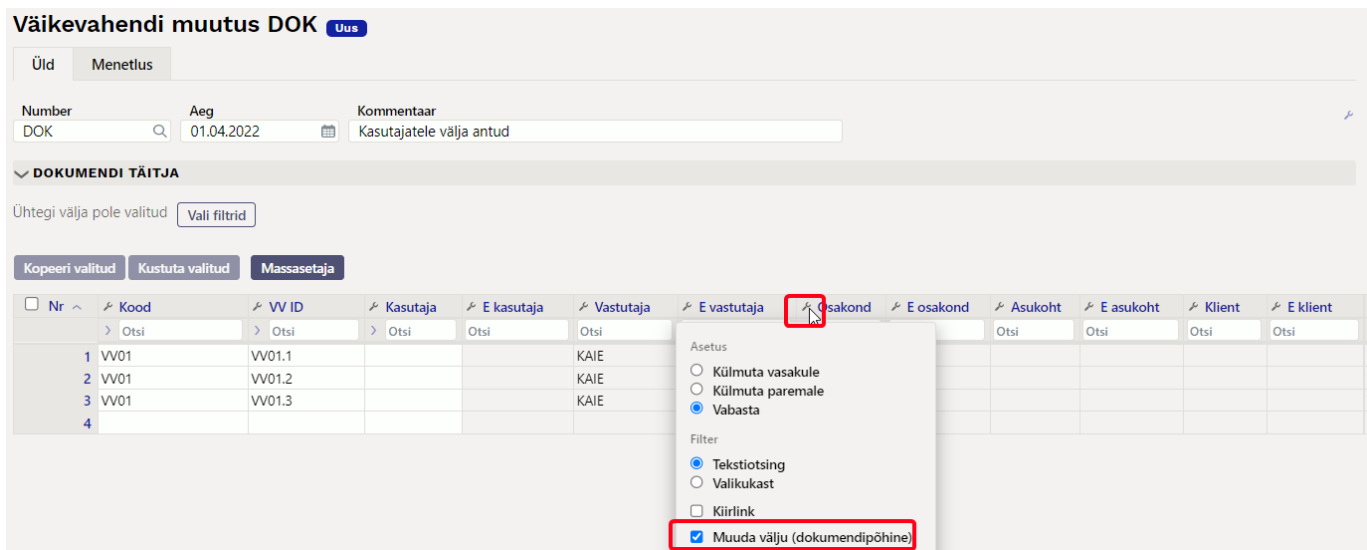 Väikevahendi muutus DOK Uus
Üld Menetlus
Number Aeg Kommentaar
DOK 01.04.2022 Kasutajatele välja antud
DOKUMENDI TÄITJA
Ühtegi välja pole valitud Vali filtrid
Kopeeri valitud Kustuta valitud Massasetaja
Nr Kood VV ID Kasutaja E kasutaja Vastutaja E vastutaja Osakond E osakond Asukoht E asukoht Klient E klient
> Otsi > Otsi > Otsi Otsi Otsi Otsi Otsi Otsi Otsi
1 VV01 VV01.1 KAIE
2 VV01 VV01.2 KAIE
3 VV01 VV01.3 KAIE
4
Asetus
Külmuta vasakule
Külmuta paremale
Vabasta
Filter
Tekstiotsing
Valikukast
Kiirlink
Muuda välju (dokumendipõhine)